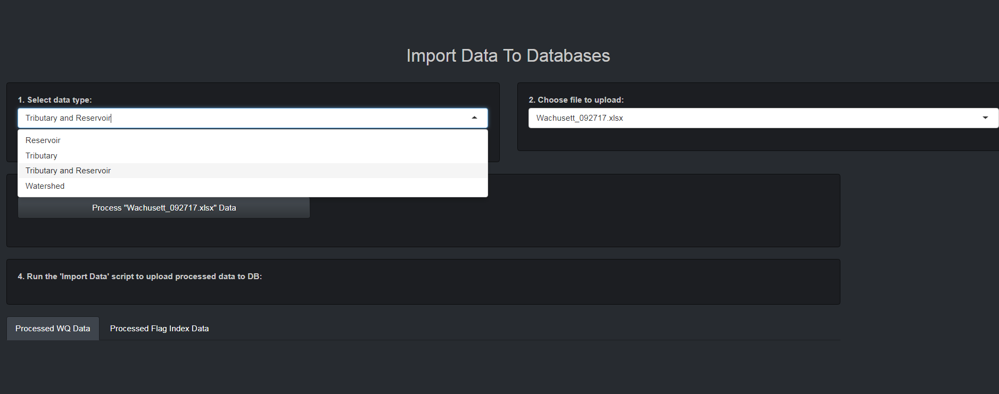 Import Data To Databases
1. Select data type:
Tributary and Reservoir
Reservoir
Tributary
Tributary and Reservoir
Watershed
2. Choose file to upload:
Wachusett_092717.xlsx
Process "Wachusett_092717.xlsx" Data
4. Run the 'Import Data' script to upload processed data to DB:
Processed WQ Data
Processed Flag Index Data